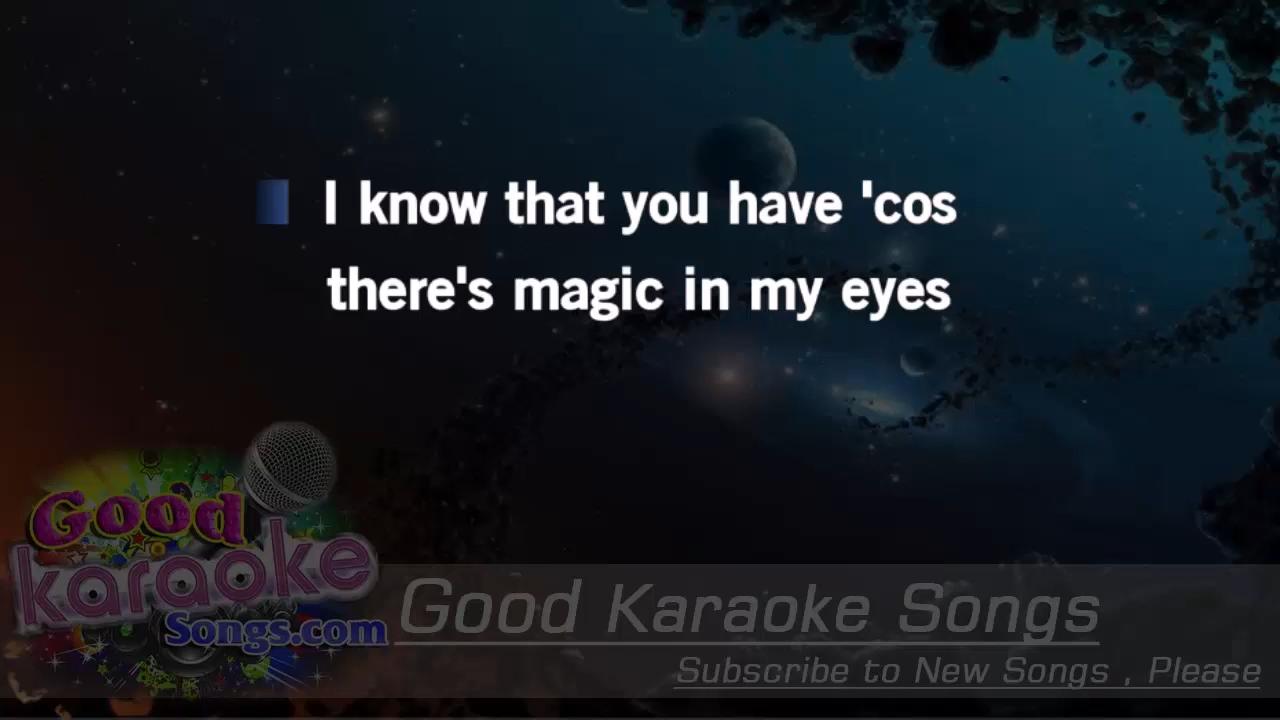 I know that you have 'cos
there's magic in my eyes
Good
karaoke
Songs.com
Good Karaoke Songs
Subscribe to New Songs , Please